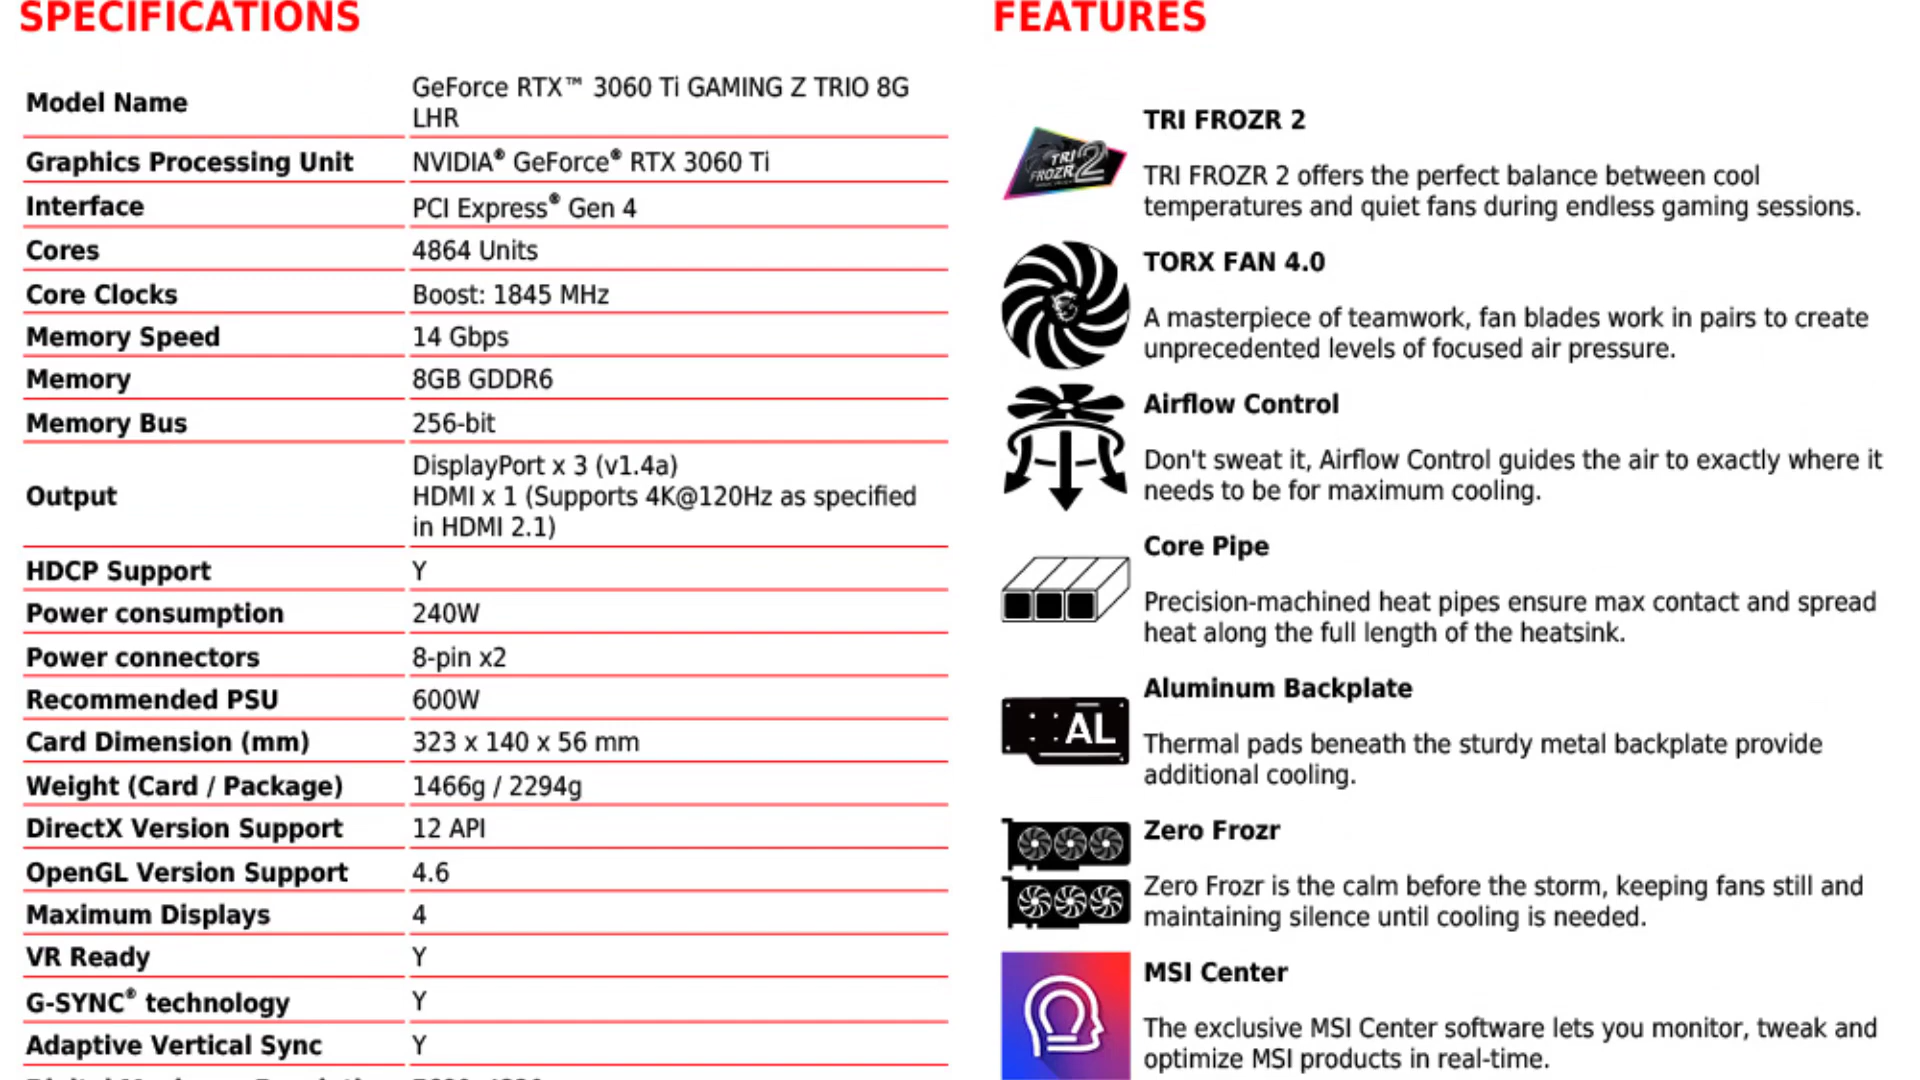 SPECIFICATIONS
Model Name
GeForce RTX™ 3060 Ti GAMING Z TRIO 8G
LHR
Graphics Processing Unit
NVIDIA® GeForce® RTX 3060 Ti
Interface
PCI Express® Gen 4
Cores
4864 Units
Core Clocks
Boost: 1845 MHz
Memory Speed
14 Gbps
Memory
8GB GDDR6
Memory Bus
256-bit
Output
DisplayPort x 3 (v1.4a)
HDMI x 1 (Supports 4K@120Hz as specified
in HDMI 2.1)
HDCP Support
Y
Power consumption
240W
Power connectors
8-pin x2
Recommended PSU
600W
Card Dimension (mm)
323 x 140 x 56 mm
Weight (Card / Package)
1466g / 2294g
DirectX Version Support
12 API
OpenGL Version Support
4.6
Maximum Displays
4
VR Ready
Y
G-SYNC® technology
Y
Adaptive Vertical Sync
Y
FEATURES
TRI
FROZR 2
TRI FROZR 2
TRI FROZR 2 offers the perfect balance between cool
temperatures and quiet fans during endless gaming sessions.
TORX FAN 4.0
A masterpiece of teamwork, fan blades work in pairs to create
unprecedented levels of focused air pressure.
Airflow Control
Don't sweat it, Airflow Control guides the air to exactly where it
needs to be for maximum cooling.
Core Pipe
Precision-machined heat pipes ensure max contact and spread
heat along the full length of the heatsink.
AL
Aluminum Backplate
Thermal pads beneath the sturdy metal backplate provide
additional cooling.
Zero Frozr
Zero Frozr is the calm before the storm, keeping fans still and
maintaining silence until cooling is needed.
MSI Center
The exclusive MSI Center software lets you monitor, tweak and
optimize MSI products in real-time.